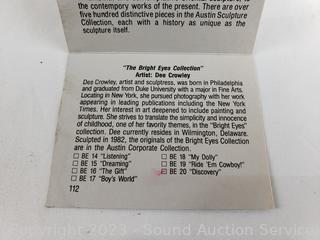 to the contempory works of the present. There are over
five hundred distinctive pieces in the Austin Sculpture
Collection, each with a history as unique as the
sculpture itself.
"The Bright Eyes Collection"
Artist: Dee Crowley
Dee Crowley, artist and sculptress, was born in Philadelphia
and graduated from Duke University with a major in Fine Arts.
Locating in New York, she pursued photography with her work
appearing in leading publications including the New York
Times. Her interest in art deepened to include painting and
sculpture. She strives to translate the simplicity and innocence
of childhood, one of her favorite themes, in the "Bright Eyes"
collection. Dee currently resides in Wilmington, Delaware.
Sculpted in 1982, the originals of the Bright Eyes Collection
are in the Austin Corporate Collection.
BE 14 "Listening"
BE 15 "Dreaming"
BE 16 "The Gift"
BE 17 "Boy's World"
BE 18 "My Dolly"
BE 19 "Ride 'Em Cowboy!"
BE 20 "Discovery"
112
Copyright 2023 - Sound Auction Service